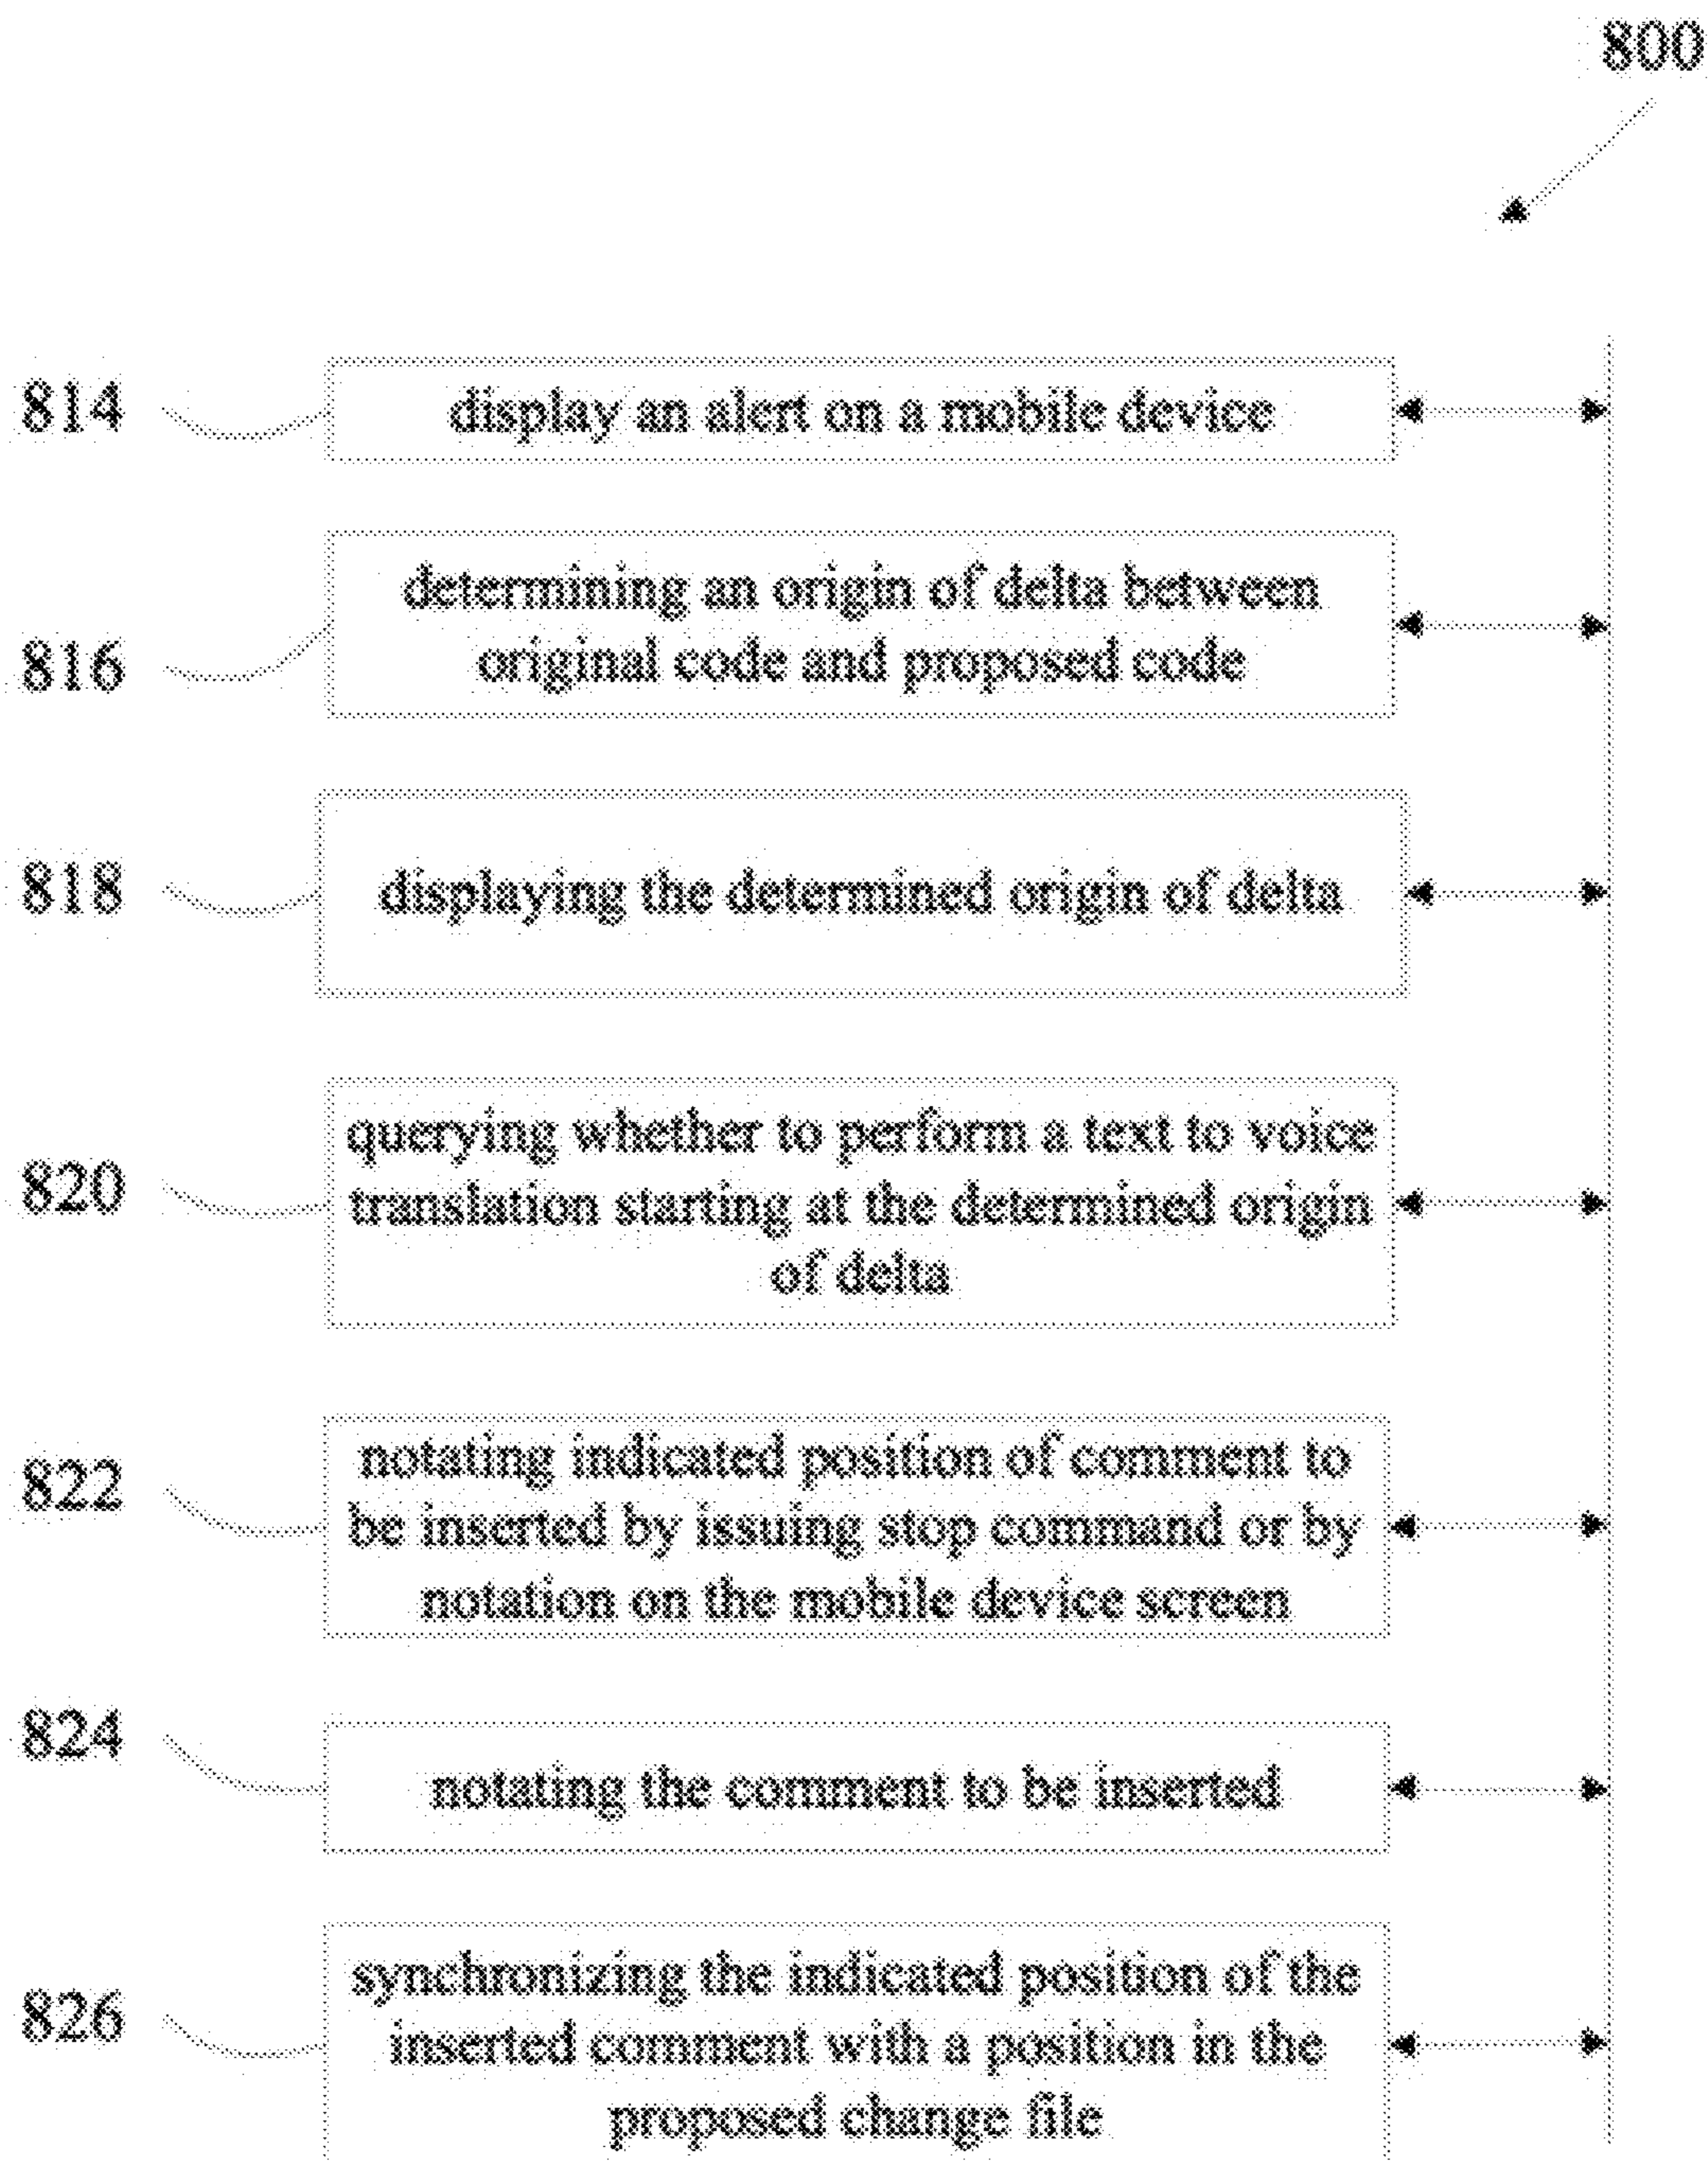 800
814
display an alert on a mobile device
determining an origin of delta between
original code and proposed code
816
818
displaying the determined origin of delta
querying whether to perform a text to voice
820
translation starting at the determined origin
of delta
822
notating indicated position of comment to
be inserted by issuing stop command or by
notation on the mobile device screen
824
notating the comment to be inserted
826
synchronizing the indicated position of the
inserted comment with a position in the
proposed change file